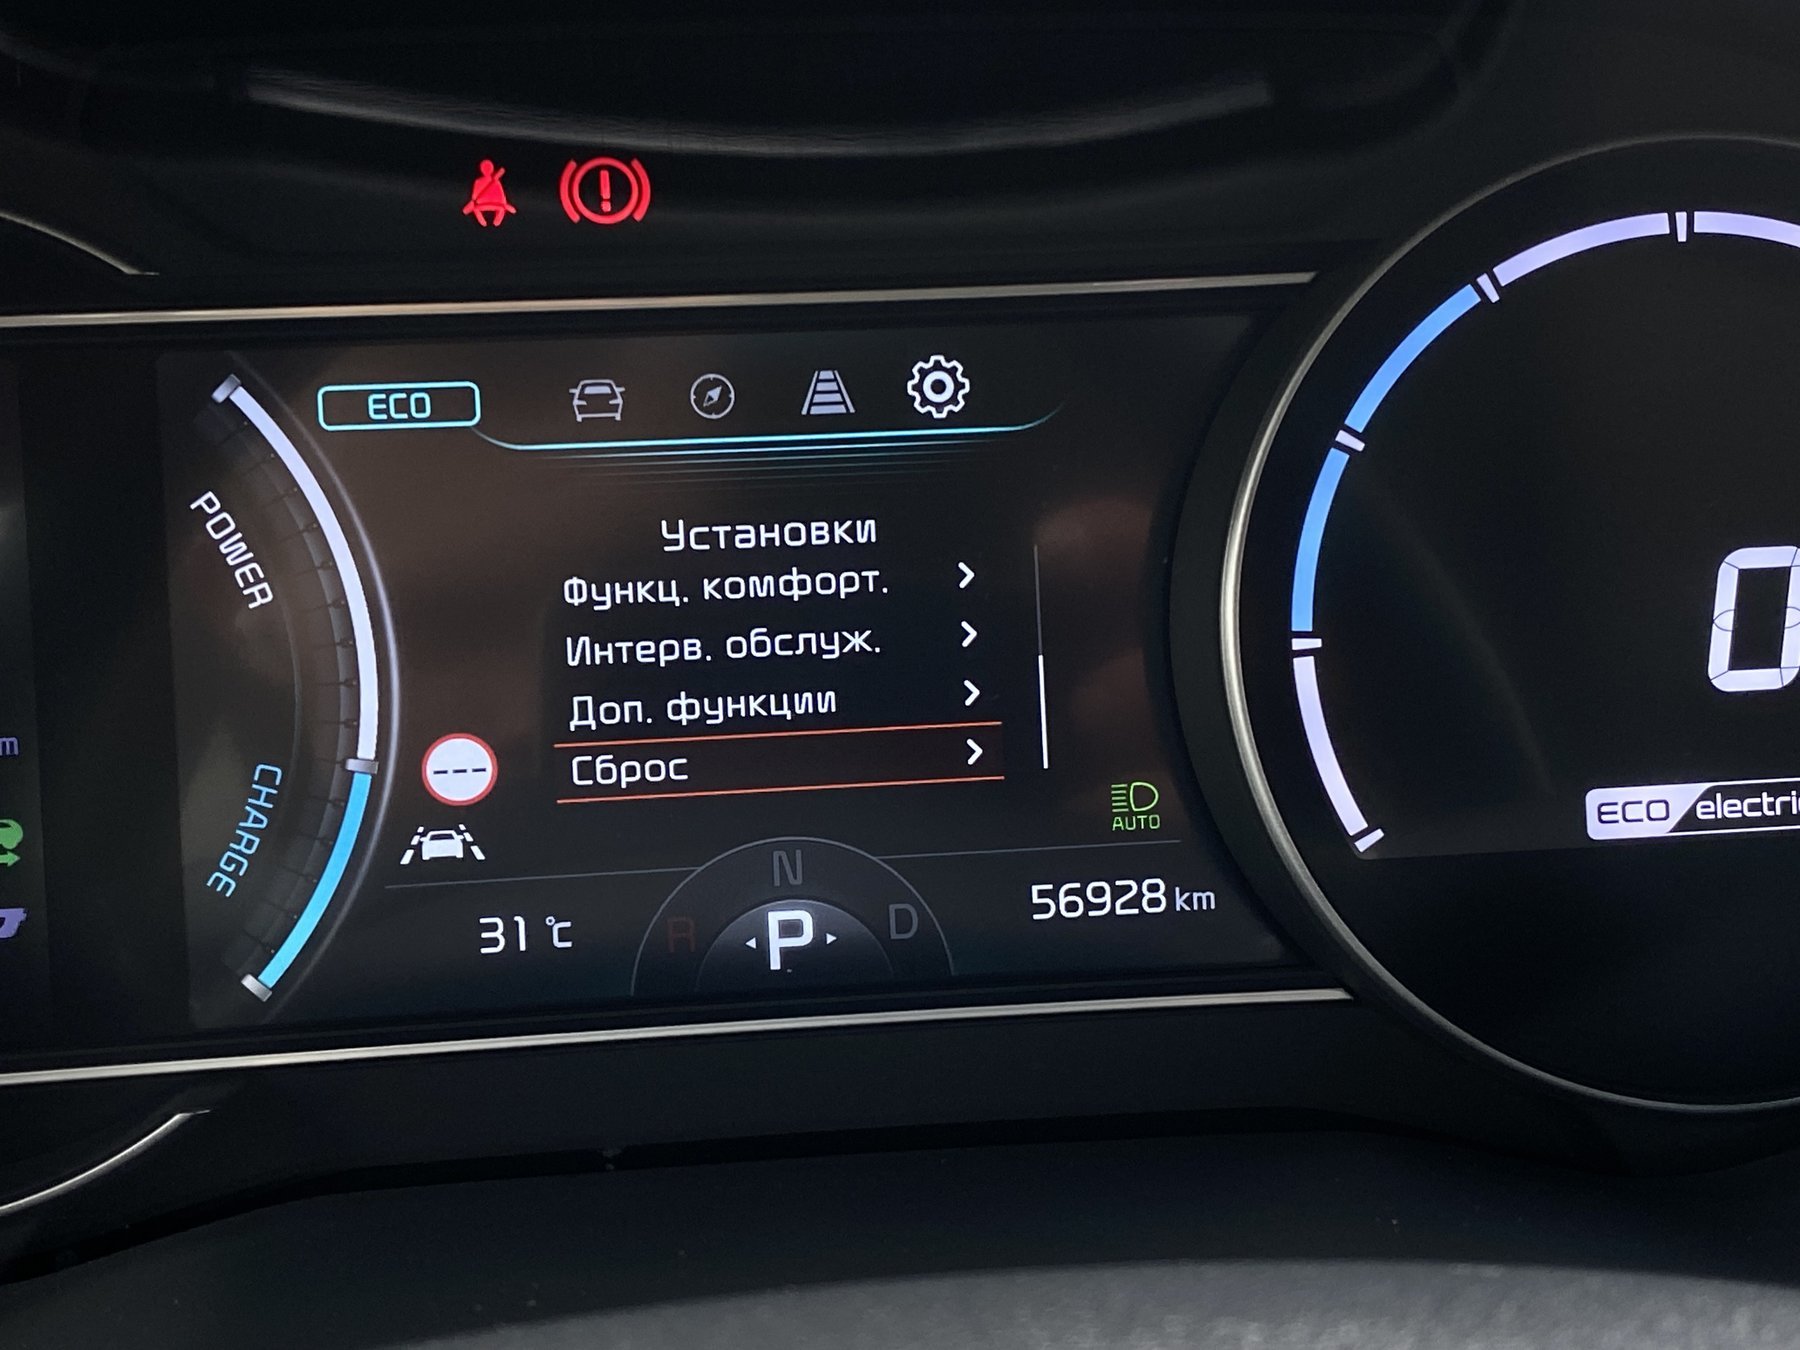 ECO
POWER
Установки
Функц. комфорт.
Интерв. обслуж.
Доп. функции
Сброс
CHARGE
---
AUTO
m
0
ECO electric
N
R P D
31 °C
56928 km